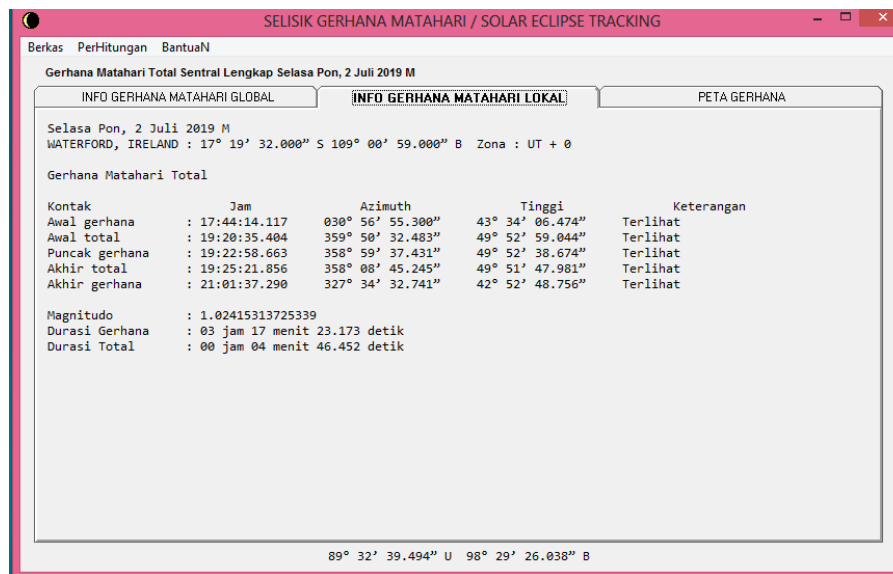 SELISIK GERHANA MATAHARI / SOLAR ECLIPSE TRACKING
Berkas PerHitungan BantuaN
Gerhana Matahari Total Sentral Lengkap Selasa Pon, 2 Juli 2019 M
INFO GERHANA MATAHARI GLOBAL INFO GERHANA MATAHARI LOKAL PETA GERHANA
Selasa Pon, 2 Juli 2019 M
WATERFORD, IRELAND : 17° 19’ 32.000” S 109° 00’ 59.000” B Zona : UT + 0
Gerhana Matahari Total
Kontak Jam Azimuth Tinggi Keterangan
Awal gerhana : 17:44:14.117 030° 56’ 55.300” 43° 34’ 06.474” Terlihat
Awal total : 19:20:35.404 359° 50’ 32.483” 49° 52’ 59.044” Terlihat
Puncak gerhana : 19:22:58.663 358° 59’ 37.431” 49° 52’ 38.674” Terlihat
Akhir total : 19:25:21.856 358° 08’ 45.245” 49° 51’ 47.981” Terlihat
Akhir gerhana : 21:01:37.290 327° 34’ 32.741” 42° 52’ 48.756” Terlihat
Magnitudo : 1.02415313725339
Durasi Gerhana : 03 jam 17 menit 23.173 detik
Durasi Total : 00 jam 04 menit 46.452 detik
89° 32’ 39.494” U 98° 29’ 26.038” B